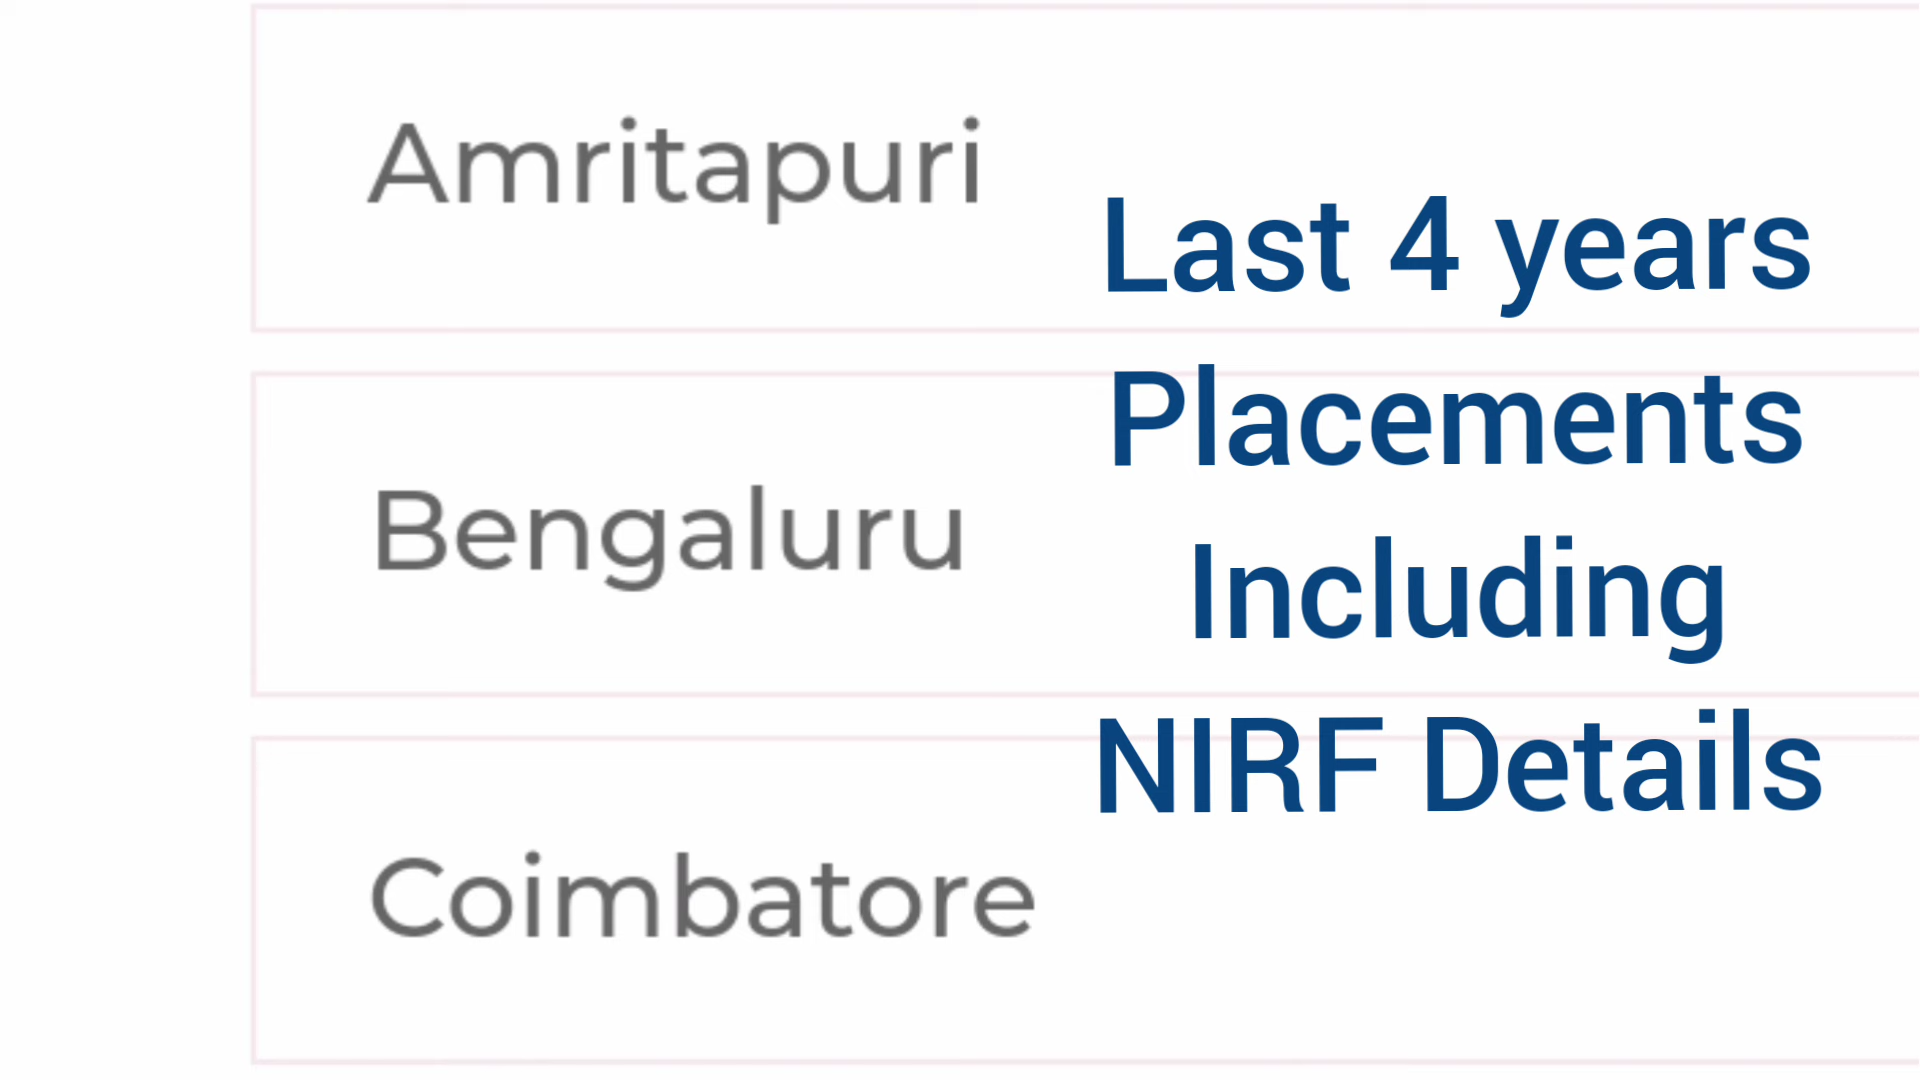 Amritapuri
Bengaluru
Coimbatore
Last 4 years
Placements
Including
NIRF Details